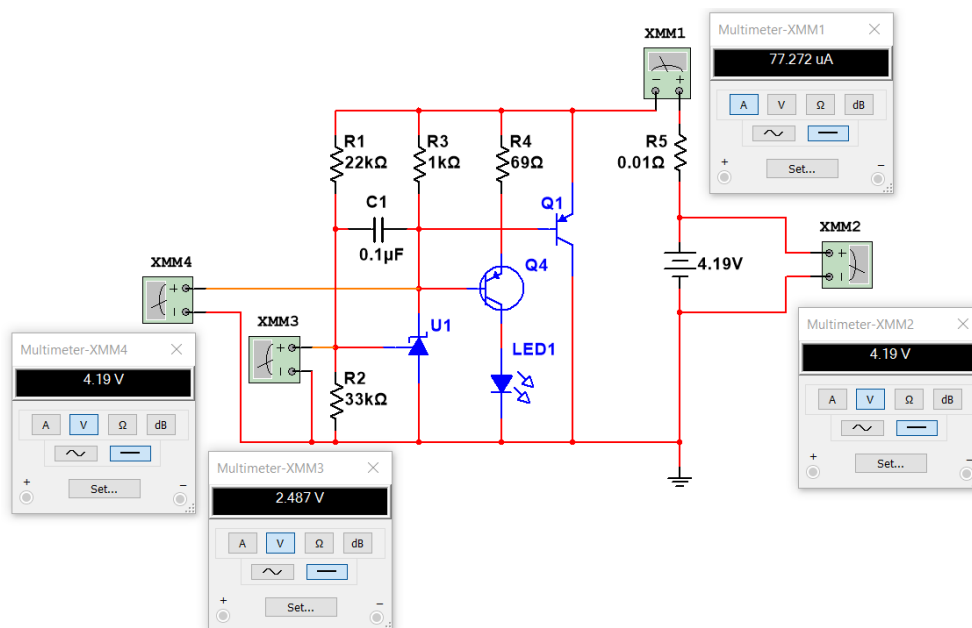 XMM1
Multimeter-XMM1
77.272 uA
A V Ω dB
+ −
Set...
R1
22kΩ
R3
1kΩ
R4
69Ω
R5
0.01Ω
C1
0.1µF
Q1
XMM2
4.19V
Q4
XMM4
XMM3
U1
LED1
R2
33kΩ
Multimeter-XMM4
4.19 V
A V Ω dB
+ −
Set...
Multimeter-XMM2
4.19 V
A V Ω dB
+ −
Set...
Multimeter-XMM3
2.487 V
A V Ω dB
+ −
Set...